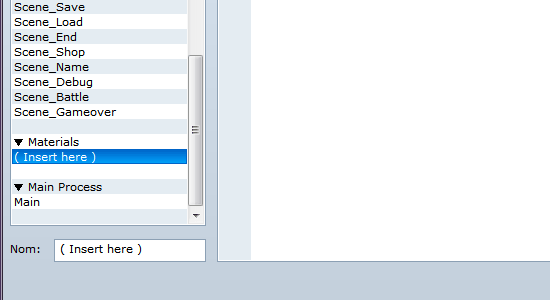 Scene_Save
Scene_Load
Scene_End
Scene_Shop
Scene_Name
Scene_Debug
Scene_Battle
Scene_Gameover
▼ Materials
( Insert here )
▼ Main Process
Main
Nom: ( Insert here )